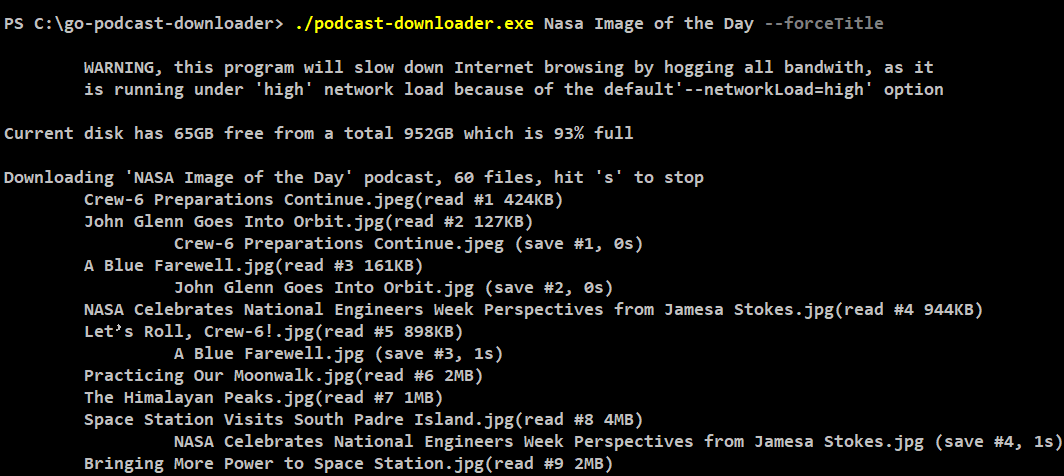 PS C:\go-podcast-downloader> ./podcast-downloader.exe Nasa Image of the Day --forceTitle
WARNING, this program will slow down Internet browsing by hogging all bandwith, as it
is running under 'high' network load because of the default'--networkLoad=high' option
Current disk has 65GB free from a total 952GB which is 93% full
Downloading 'NASA Image of the Day' podcast, 60 files, hit 's' to stop
Crew-6 Preparations Continue.jpeg(read #1 424KB)
John Glenn Goes Into Orbit.jpg(read #2 127KB)
Crew-6 Preparations Continue.jpeg (save #1, 0s)
A Blue Farewell.jpg(read #3 161KB)
John Glenn Goes Into Orbit.jpg (save #2, 0s)
NASA Celebrates National Engineers Week Perspectives from Jamesa Stokes.jpg(read #4 944KB)
Let’s Roll, Crew-6!.jpg(read #5 898KB)
A Blue Farewell.jpg (save #3, 1s)
Practicing Our Moonwalk.jpg(read #6 2MB)
The Himalayan Peaks.jpg(read #7 1MB)
Space Station Visits South Padre Island.jpg(read #8 4MB)
NASA Celebrates National Engineers Week Perspectives from Jamesa Stokes.jpg (save #4, 1s)
Bringing More Power to Space Station.jpg(read #9 2MB)